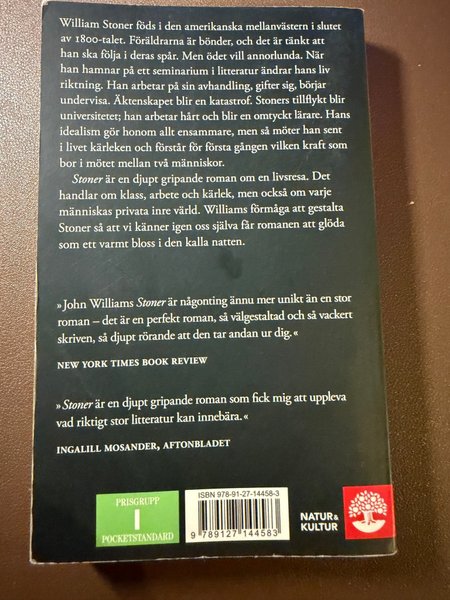 William Stoner föds i den amerikanska mellanvästern i slutet
av 1800-talet. Föräldrarna är bönder, och det är tänkt att
han ska följa i deras spår. Men ödet vill annorlunda. När
han hamnar på ett seminarium i litteratur ändrar hans liv
riktning. Han arbetar på sin avhandling, gifter sig, börjar
undervisa. Äktenskapet blir en katastrof. Stoners tillflykt blir
universitetet; han arbetar hårt och blir en omtyckt lärare. Hans
idealism gör honom allt ensammare, men så möter han sent
i livet kärleken och förstår för första gången vilken kraft som
bor i mötet mellan två människor.
Stoner är en djupt gripande roman om en livsresa. Det
handlar om klass, arbete och kärlek, men också om varje
människas privata inre värld. Williams förmåga att gestalta
Stoner så att vi känner igen oss själva får romanen att glöda
som ett varmt bloss i den kalla natten.
»John Williams Stoner är någonting ännu mer unikt än en stor
roman – det är en perfekt roman, så välgestaltad och så vackert
skriven, så djupt rörande att den tar andan ur dig.«
NEW YORK TIMES BOOK REVIEW
»Stoner är en djupt gripande roman som fick mig att uppleva
vad riktigt stor litteratur kan innebära.«
INGALILL MOSANDER, AFTONBLADET
PRISGRUPP
I
POCKETSTANDARD
ISBN 978-91-27-14458-3
9 789127 144583
NATUR&
KULTUR